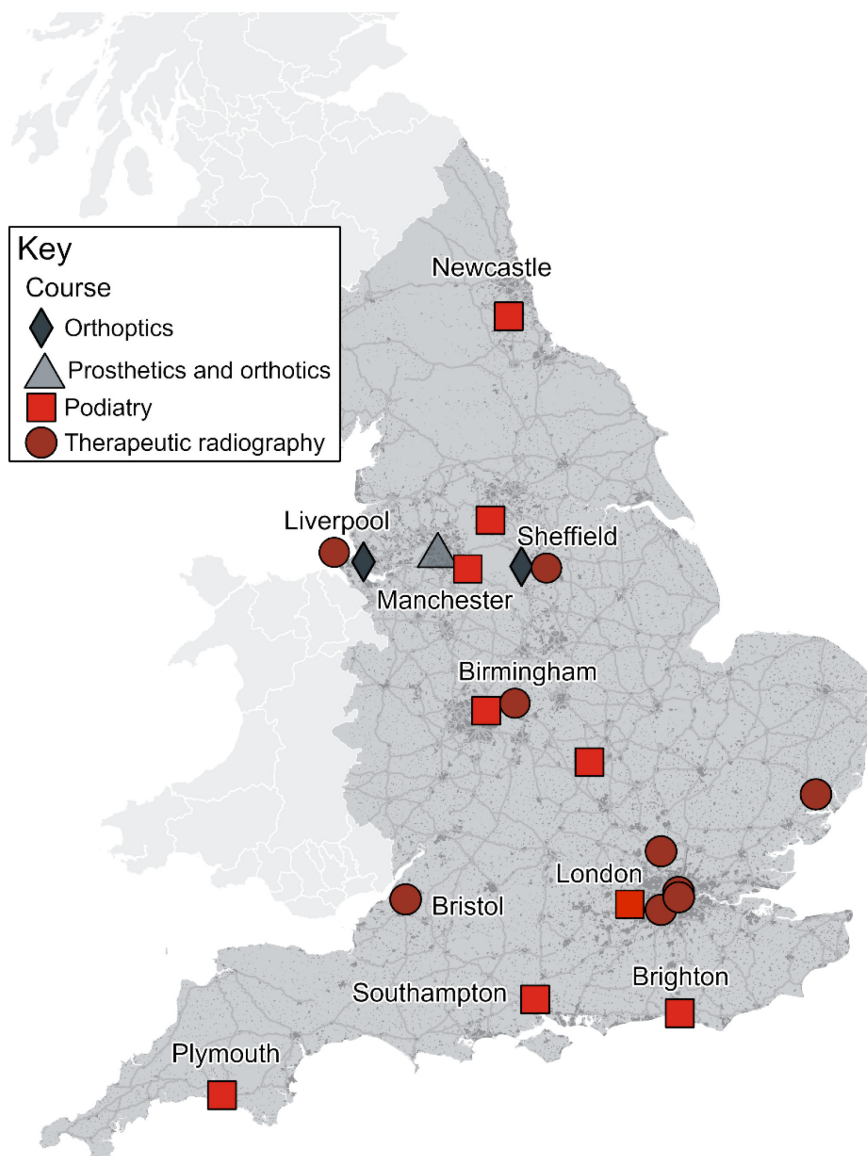 Newcastle
Key
Course
Orthoptics
Prosthetics and orthotics
Podiatry
Therapeutic radiography
Liverpool
Sheffield
Manchester
Birmingham
London
Bristol
Southampton
Brighton
Plymouth